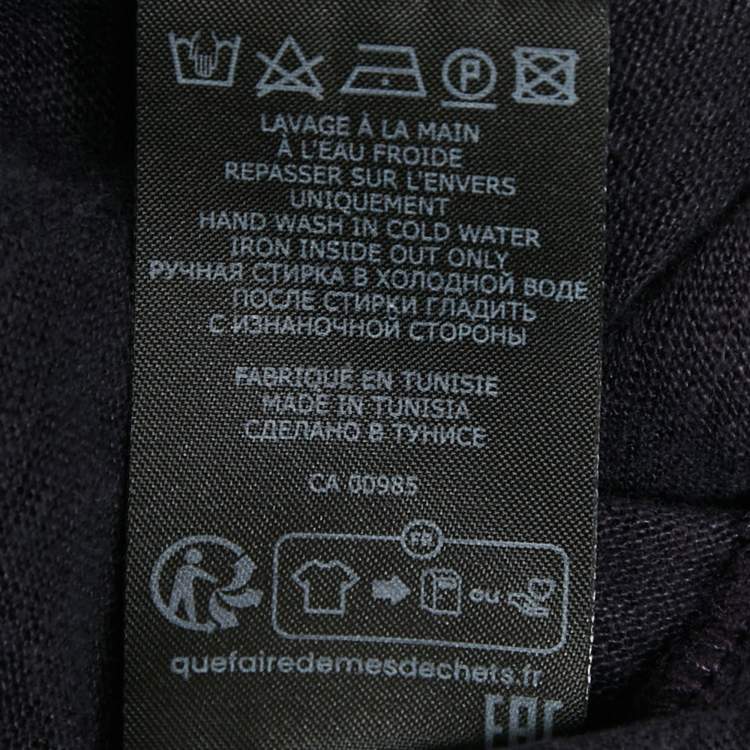 P
LAVAGE À LA MAIN
À L'EAU FROIDE
REPASSER SUR L'ENVERS
UNIQUEMENT
HAND WASH IN COLD WATER
IRON INSIDE OUT ONLY
РУЧНАЯ СТИРКА В ХОЛОДНОЙ ВОДЕ
ПОСЛЕ СТИРКИ ГЛАДИТЬ
С ИЗНАНОЧНОЙ СТОРОНЫ
FABRIQUÉ EN TUNISIE
MADE IN TUNISIA
СДЕЛАНО В ТУНИСЕ
CA 00985
FR
OU
quefairedemesdechets.fr
EAC